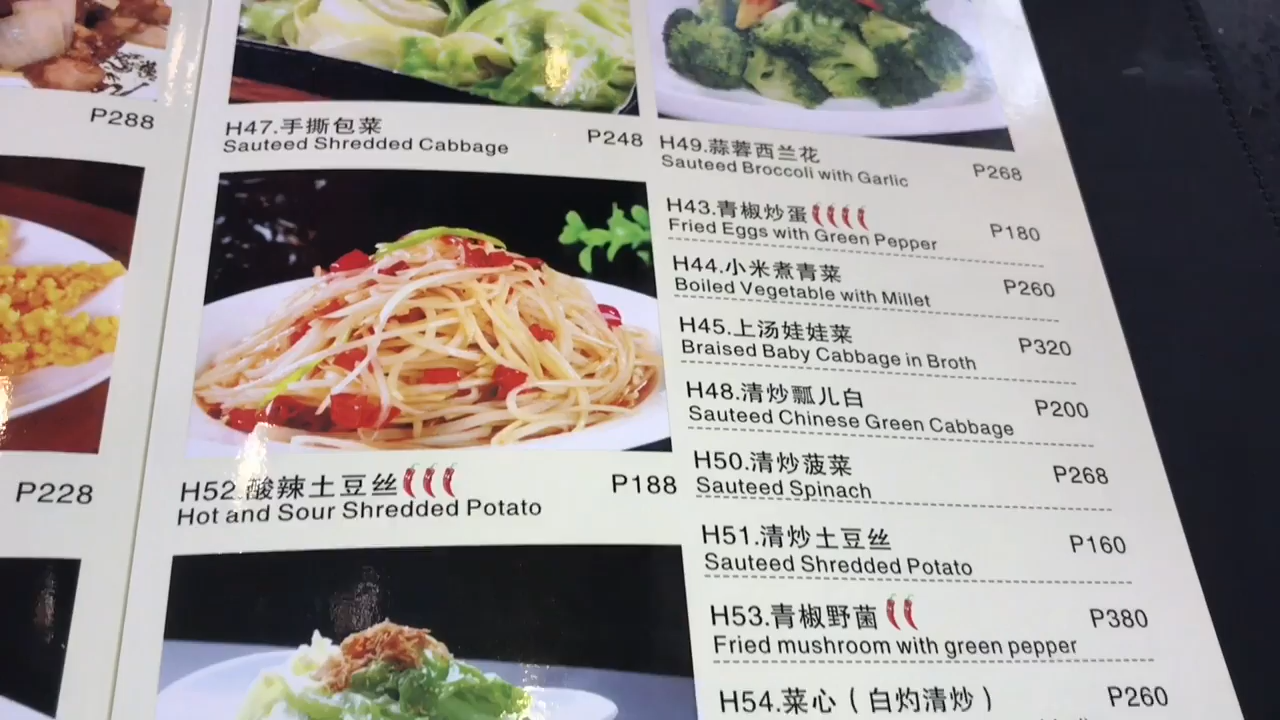 P288
P228
H47.手撕包菜
Sauteed Shredded Cabbage
P248
H52.酸辣土豆丝
Hot and Sour Shredded Potato
P188
H49.蒜蓉西兰花
Sauteed Broccoli with Garlic
P268
H43.青椒炒蛋
Fried Eggs with Green Pepper
P180
H44.小米煮青菜
Boiled Vegetable with Millet
P260
H45.上汤娃娃菜
Braised Baby Cabbage in Broth
P320
H48.清炒瓢儿白
Sauteed Chinese Green Cabbage
P200
H50.清炒菠菜
Sauteed Spinach
P268
H51.清炒土豆丝
Sauteed Shredded Potato
P160
H53.青椒野菌
Fried mushroom with green pepper
P380
H54.菜心（白灼清炒）
P260